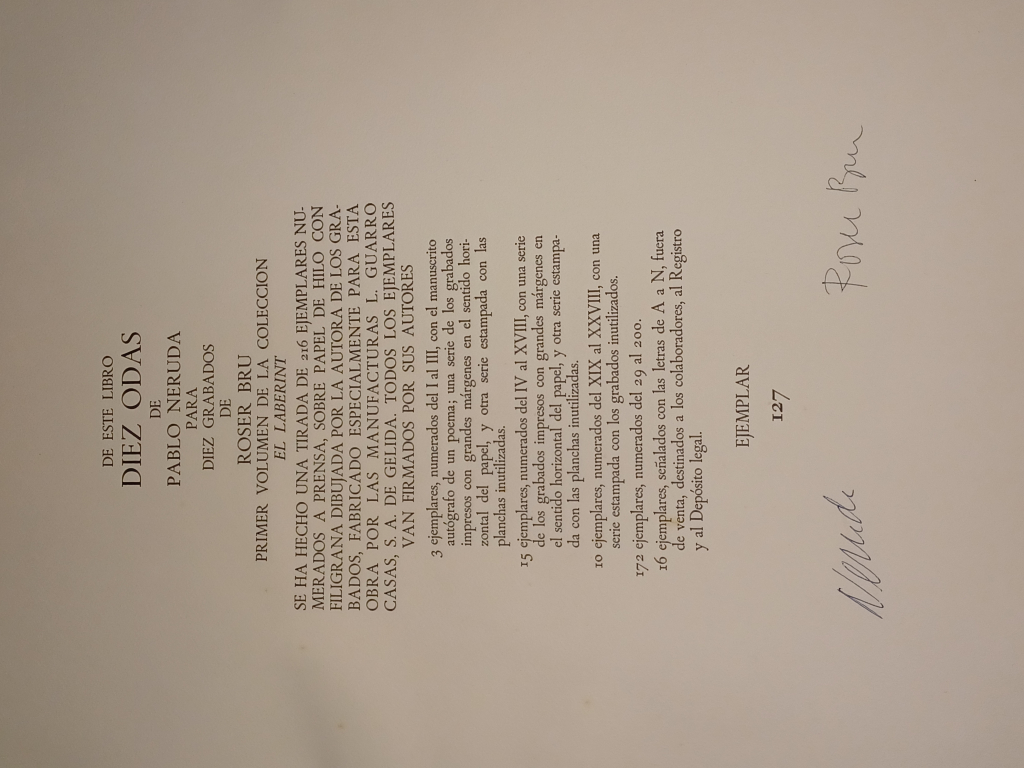 DE ESTE LIBRO
DIEZ ODAS
DE
PABLO NERUDA
PARA
DIEZ GRABADOS
DE
ROSER BRU
PRIMER VOLUMEN DE LA COLECCION
EL LABERINT
SE HA HECHO UNA TIRADA DE 216 EJEMPLARES NU-
MERADOS A PRENSA, SOBRE PAPEL DE HILO CON
FILIGRANA DIBUJADA POR LA AUTORA DE LOS GRA-
BADOS, FABRICADO ESPECIALMENTE PARA ESTA
OBRA POR LAS MANUFACTURAS L. GUARRO
CASAS, S. A. DE GELIDA. TODOS LOS EJEMPLARES
VAN FIRMADOS POR SUS AUTORES
3 ejemplares, numerados del I al III, con el manuscrito
autógrafo de un poema; una serie de los grabados
impresos con grandes márgenes en el sentido hori-
zontal del papel, y otra serie estampada con las
planchas inutilizadas.
15 ejemplares, numerados del IV al XVIII, con una serie
de los grabados impresos con grandes márgenes en
el sentido horizontal del papel, y otra serie estampa-
da con las planchas inutilizadas.
10 ejemplares, numerados del XIX al XXVIII, con una
serie estampada con los grabados inutilizados.
172 ejemplares, numerados del 29 al 200.
16 ejemplares, señalados con las letras de A a N, fuera
de venta, destinados a los colaboradores, al Registro
y al Depósito legal.
EJEMPLAR
127
Neruda Roser Bru